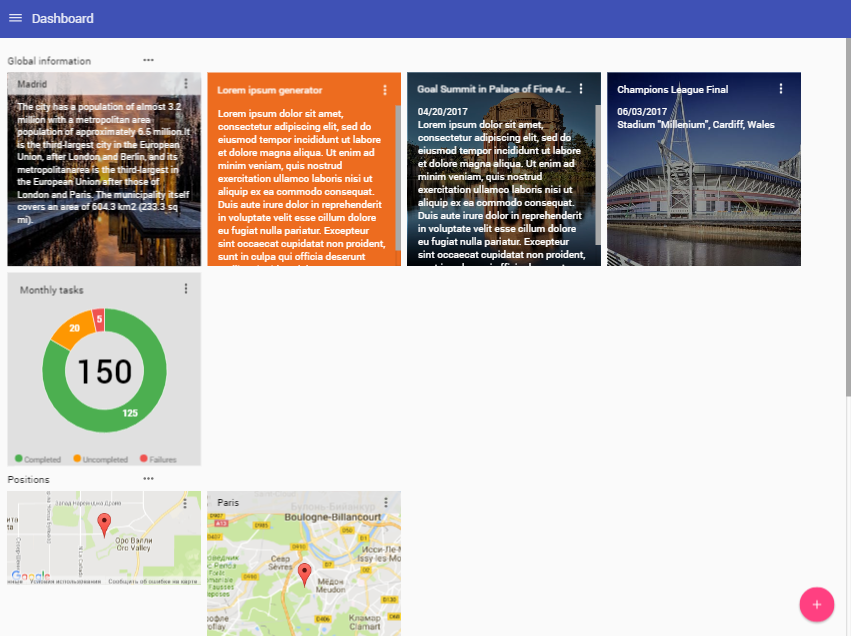 Dashboard
Global information
Madrid
The city has a population of almost 3.2
million with a metropolitan area
population of approximately 6.5 million.It
is the third-largest city in the European
Union, after London and Berlin, and its
metropolitanarea is the third-largest in
the European Union after those of
London and Paris. The municipality itself
covers an area of 604.3 km2 (233.3 sq
mi).
Lorem ipsum generator
Lorem ipsum dolor sit amet,
consectetur adipiscing elit, sed do
eiusmod tempor incididunt ut labore
et dolore magna aliqua. Ut enim ad
minim veniam, quis nostrud
exercitation ullamco laboris nisi ut
aliquip ex ea commodo consequat.
Duis aute irure dolor in reprehenderit
in voluptate velit esse cillum dolore
eu fugiat nulla pariatur. Excepteur
sint occaecat cupidatat non proident,
sunt in culpa qui officia deserunt
Goal Summit in Palace of Fine Ar...
04/20/2017
Lorem ipsum dolor sit amet,
consectetur adipiscing elit, sed do
eiusmod tempor incididunt ut labore
et dolore magna aliqua. Ut enim ad
minim veniam, quis nostrud
exercitation ullamco laboris nisi ut
aliquip ex ea commodo consequat.
Duis aute irure dolor in reprehenderit
in voluptate velit esse cillum dolore
eu fugiat nulla pariatur. Excepteur
sint occaecat cupidatat non proident,
Champions League Final
06/03/2017
Stadium "Millenium", Cardiff, Wales
Monthly tasks
5
20
150
125
Completed
Uncompleted
Failures
Positions
Оро Валли
Oro Valley
Google
Условия использования
Сообщить об ошибке на карте
Paris
Булонь-Бийанкур
Boulogne-Billancourt
Севр
Sèvres
Исси-Ле-М
Issy-les-Mo
Мёдон
Meudon
Кламар
Clamart